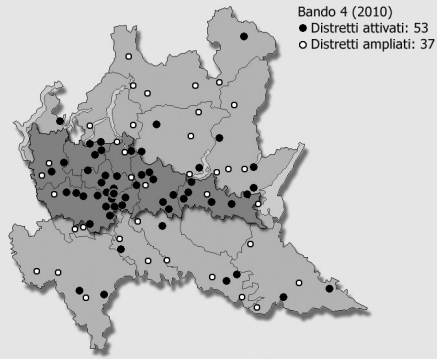 Bando 4 (2010)
● Distretti attivati: 53
○ Distretti ampliati: 37